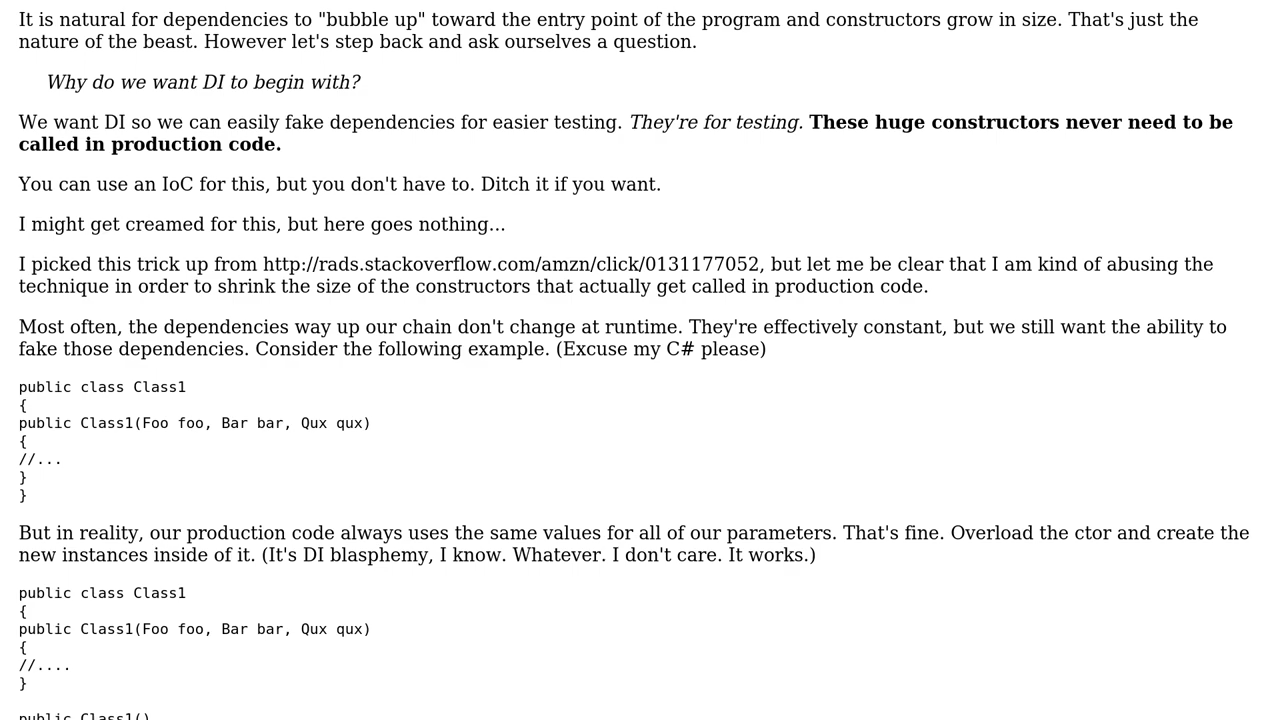 It is natural for dependencies to "bubble up" toward the entry point of the program and constructors grow in size. That's just the
nature of the beast. However let's step back and ask ourselves a question.
Why do we want DI to begin with?
We want DI so we can easily fake dependencies for easier testing. They're for testing. These huge constructors never need to be
called in production code.
You can use an IoC for this, but you don't have to. Ditch it if you want.
I might get creamed for this, but here goes nothing...
I picked this trick up from http://rads.stackoverflow.com/amzn/click/0131177052, but let me be clear that I am kind of abusing the
technique in order to shrink the size of the constructors that actually get called in production code.
Most often, the dependencies way up our chain don't change at runtime. They're effectively constant, but we still want the ability to
fake those dependencies. Consider the following example. (Excuse my C# please)
public class Class1
{
public Class1(Foo foo, Bar bar, Qux qux)
{
//...
}
}
But in reality, our production code always uses the same values for all of our parameters. That's fine. Overload the ctor and create the
new instances inside of it. (It's DI blasphemy, I know. Whatever. I don't care. It works.)
public class Class1
{
public Class1(Foo foo, Bar bar, Qux qux)
{
//....
}
public Class1()